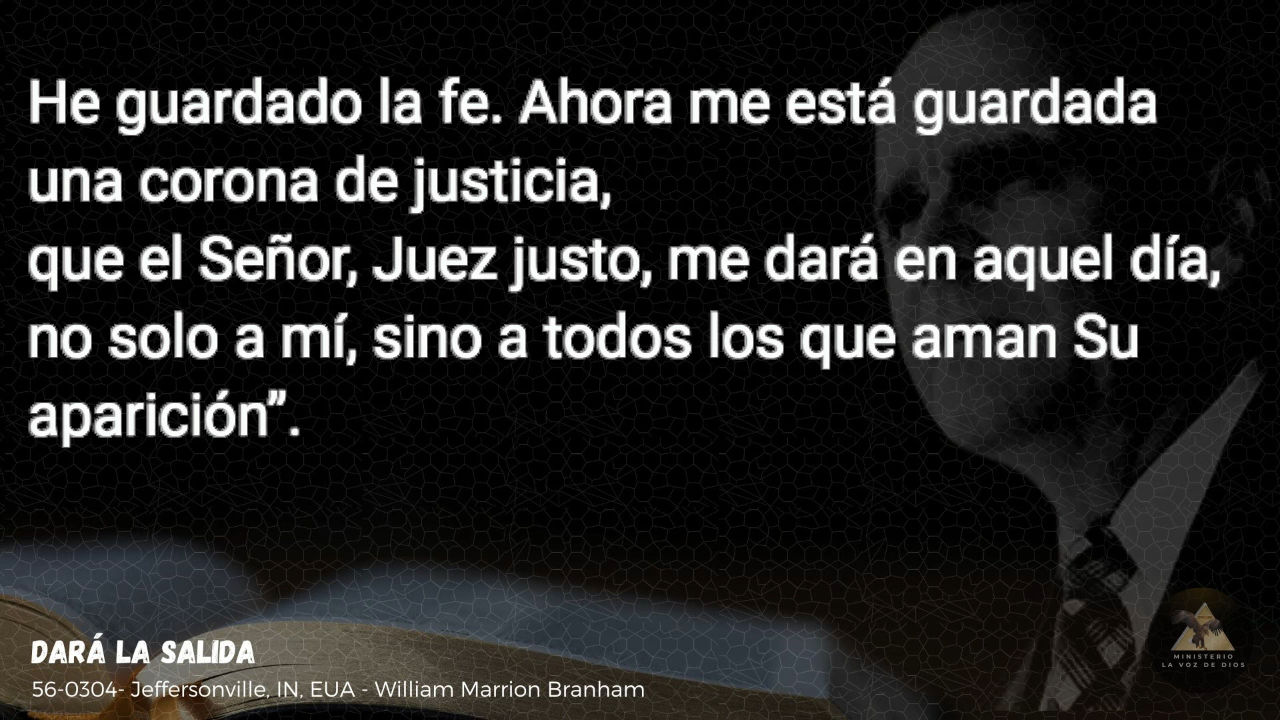 He guardado la fe. Ahora me está guardada
una corona de justicia,
que el Señor, Juez justo, me dará en aquel día,
no solo a mí, sino a todos los que aman Su
aparición”.
DARÁ LA SALIDA
56-0304- Jeffersonville, IN, EUA - William Marrion Branham
MINISTERIO
LA VOZ DE DIOS